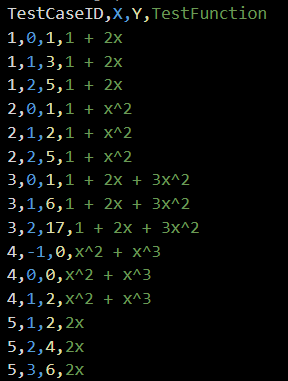 TestCaseID,X,Y,TestFunction
1,0,1,1 + 2x
1,1,3,1 + 2x
1,2,5,1 + 2x
2,0,1,1 + x^2
2,1,2,1 + x^2
2,2,5,1 + x^2
3,0,1,1 + 2x + 3x^2
3,1,6,1 + 2x + 3x^2
3,2,17,1 + 2x + 3x^2
4,-1,0,x^2 + x^3
4,0,0,x^2 + x^3
4,1,2,x^2 + x^3
5,1,2,2x
5,2,4,2x
5,3,6,2x